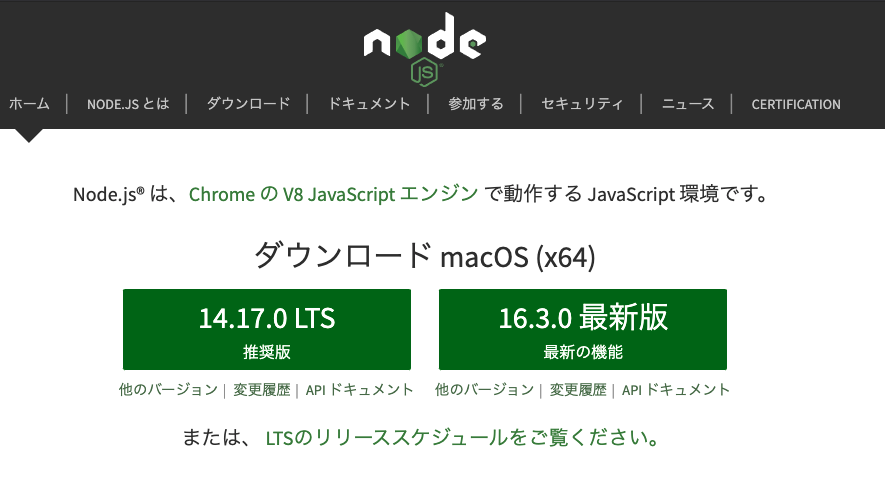 node
JS
ホーム | NODE.JS とは | ダウンロード | ドキュメント | 参加する | セキュリティ | ニュース | CERTIFICATION
Node.js® は、Chrome の V8 JavaScript エンジン で動作する JavaScript 環境です。
ダウンロード macOS (x64)
14.17.0 LTS
推奨版
16.3.0 最新版
最新の機能
他のバージョン | 変更履歴 | API ドキュメント
他のバージョン | 変更履歴 | API ドキュメント
または、 LTSのリリーススケジュールをご覧ください。